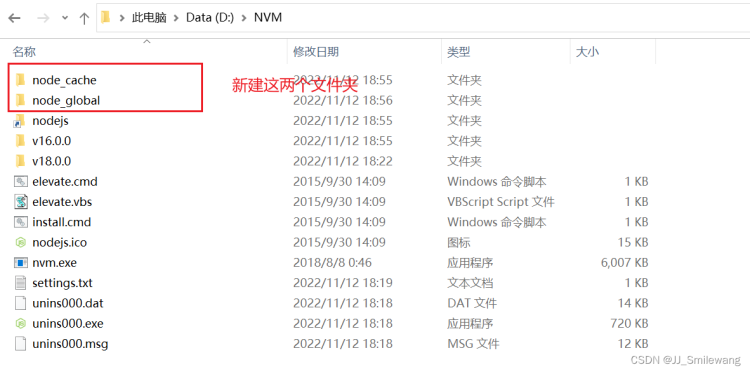 此电脑 > Data (D:) > NVM
名称 修改日期 类型 大小
node_cache 2022/11/12 18:55 文件夹
新建这两个文件夹
node_global 2022/11/12 18:56 文件夹
nodejs 2022/11/12 18:55 文件夹
v16.0.0 2022/11/12 18:55 文件夹
v18.0.0 2022/11/12 18:22 文件夹
elevate.cmd 2015/9/30 14:09 Windows 命令脚本 1 KB
elevate.vbs 2015/9/30 14:09 VBScript Script 文件 1 KB
install.cmd 2015/9/30 14:09 Windows 命令脚本 1 KB
nodejs.ico 2015/9/30 14:09 图标 15 KB
nvm.exe 2018/8/8 0:46 应用程序 6,007 KB
settings.txt 2022/11/12 18:19 文本文档 1 KB
unins000.dat 2022/11/12 18:18 DAT 文件 14 KB
unins000.exe 2022/11/12 18:18 应用程序 720 KB
unins000.msg 2022/11/12 18:18 MSG 文件 12 KB
CSDN @JJ_Smilewang